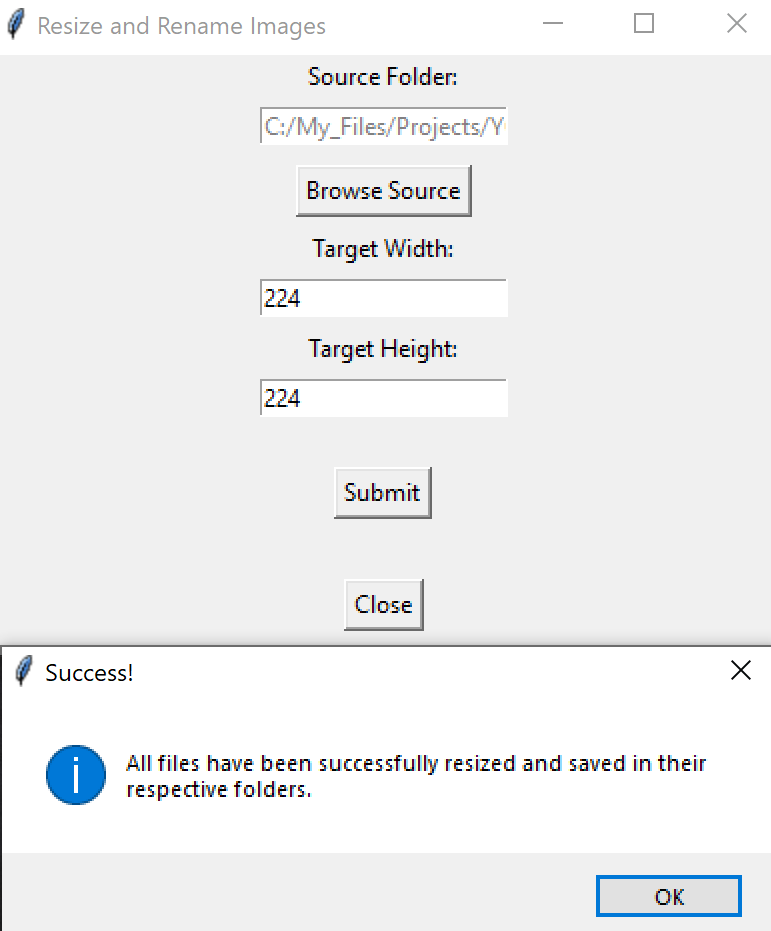 Resize and Rename Images
Source Folder:
C:/My_Files/Projects/Y
Browse Source
Target Width:
224
Target Height:
224
Submit
Close
Success!
All files have been successfully resized and saved in their
respective folders.
OK